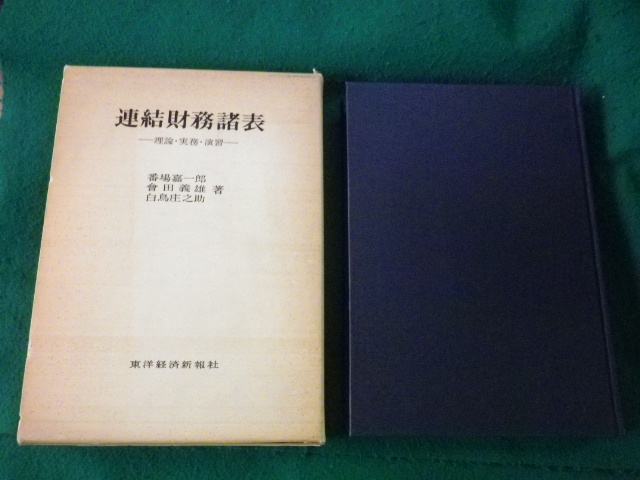 連結財務諸表
―理論・実務・演習―
番場嘉一郎
會田義雄 著
白鳥庄之助
東洋経済新報社